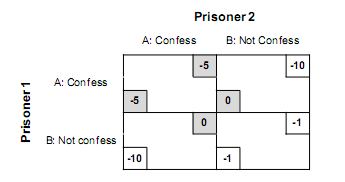 Prisoner 2
A: Confess B: Not Confess
Prisoner 1
A: Confess
-5 -10
-5 0
B: Not confess
0 -1
-10 -1